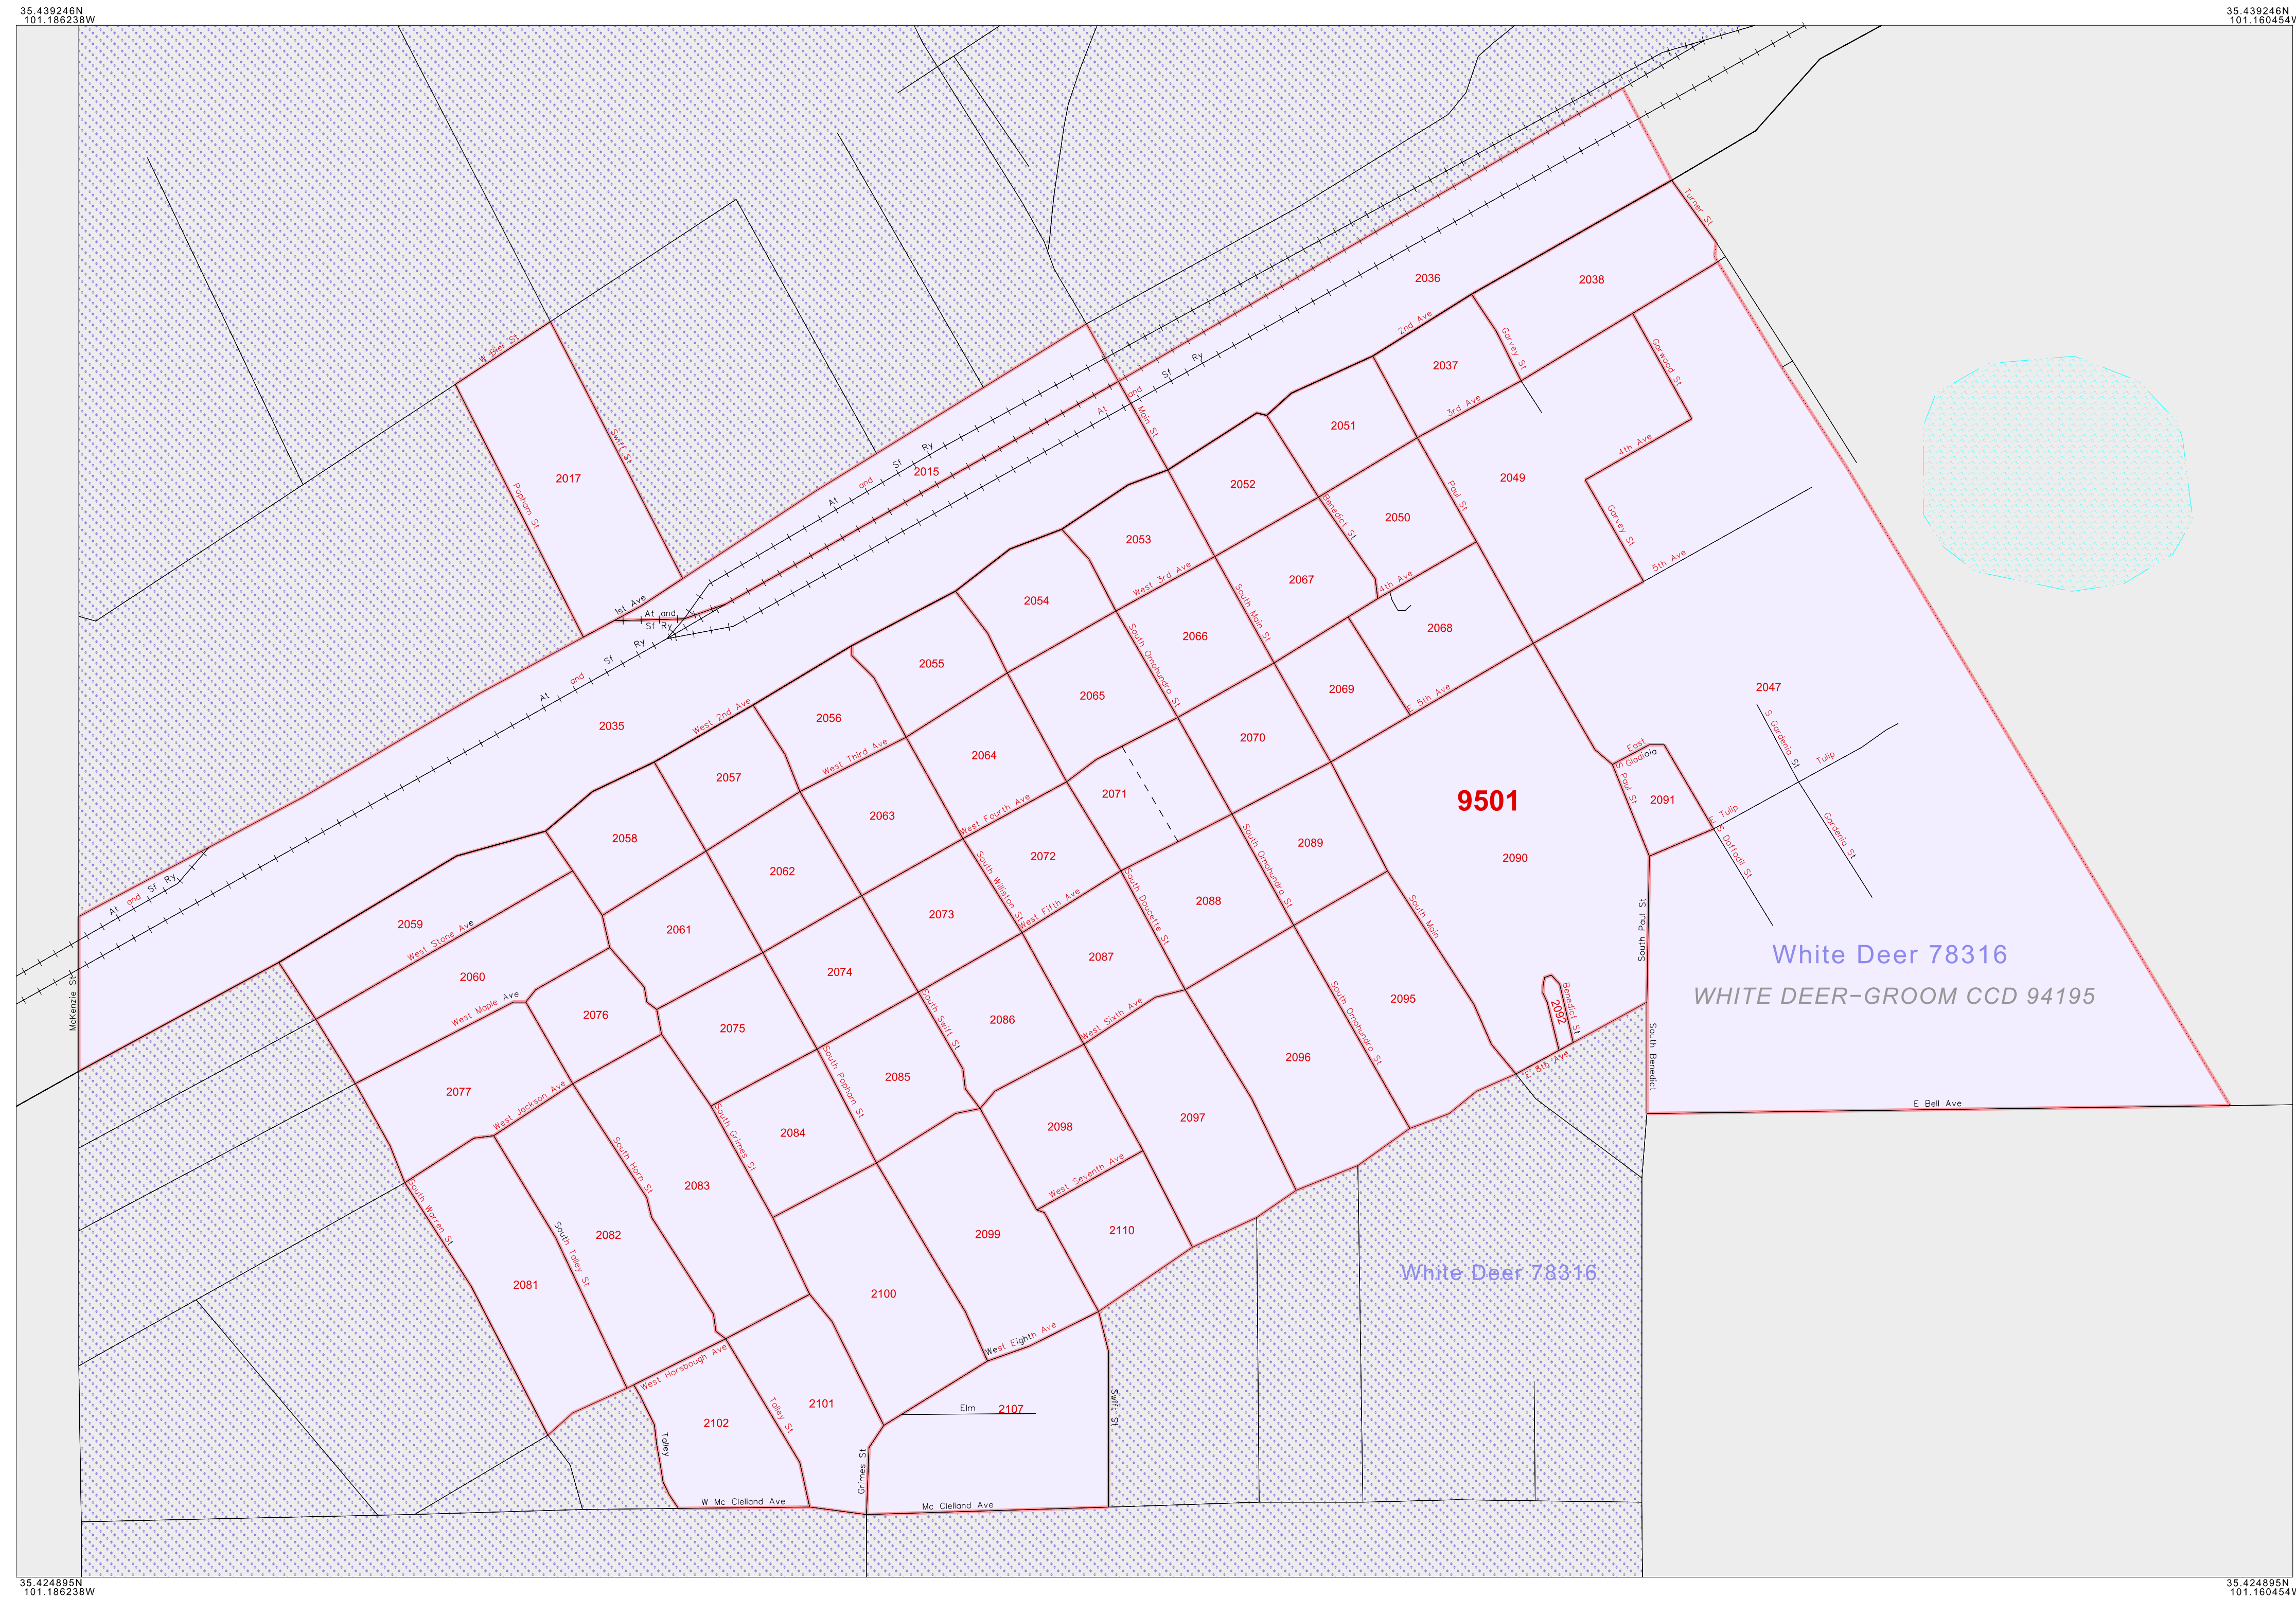 35.439246N
101.186238W
35.439246N
101.160454W
Turner St
2036
2038
2nd Ave
Garvey St
2037
Garwood St
W Bier St
3rd Ave
At and Sf Ry
Main St
2051
4th Ave
Swift St
2015
At and Sf Ry
2017
2052
2049
Popham St
Paul St
Benedict St
2050
Garvey St
2053
5th Ave
West 3rd Ave
2067
4th Ave
1st Ave
At and
Sf Ry
2054
South Main St
2068
South Omohundro St
2066
At and Sf Ry
2055
2065
2069
E 5th Ave
2047
2035
West 2nd Ave
2056
S Gardenia St
West Third Ave
2064
2070
East
S Gladiola
Tulip
2057
S Paul St
2071
9501
2091
2063
West Fourth Ave
E Tulip
2058
South Omohundro St
Gardenia St
S Daffodil St
2062
2072
2089
2090
South Williston St
South Doucette St
At and Sf Ry
2059
West Stone Ave
2061
2073
West Fifth Ave
2088
South Main
South Paul St
White Deer 78316
2060
2074
2087
WHITE DEER-GROOM CCD 94195
McKenzie St
West Maple Ave
2076
2075
South Swift St
2086
West Sixth Ave
South Omohundro St
2095
2092
Benedict St
South Benedict
2096
E 8th Ave
2077
2085
South Popham St
West Jackson Ave
E Bell Ave
South Grimes St
2084
2098
2097
South Horn St
2083
West Seventh Ave
South Warren St
South Talley St
2082
2099
2110
2081
2100
White Deer 78316
West Eighth Ave
West Horsbough Ave
2102
Talley
Talley St
2101
Elm
2107
Swift St
Grimes St
W Mc Clelland Ave
Mc Clelland Ave
35.424895N
101.186238W
35.424895N
101.160454W